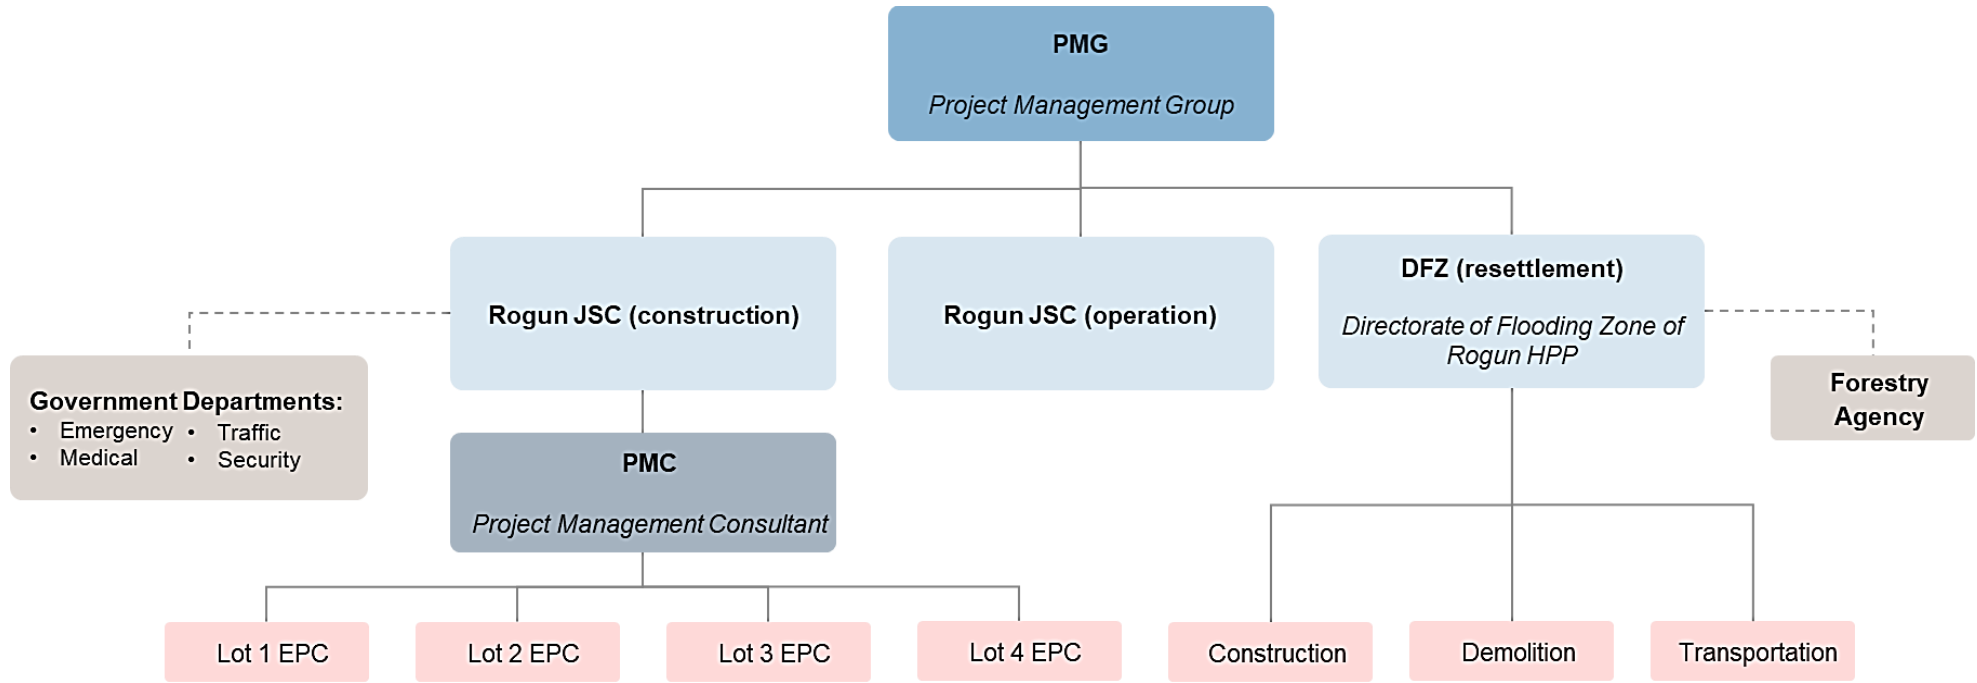 PMG
Project Management Group
Rogun JSC (construction)
Rogun JSC (operation)
DFZ (resettlement)
Directorate of Flooding Zone of
Rogun HPP
Government Departments:
• Emergency • Traffic
• Medical • Security
Forestry
Agency
PMC
Project Management Consultant
Lot 1 EPC
Lot 2 EPC
Lot 3 EPC
Lot 4 EPC
Construction
Demolition
Transportation